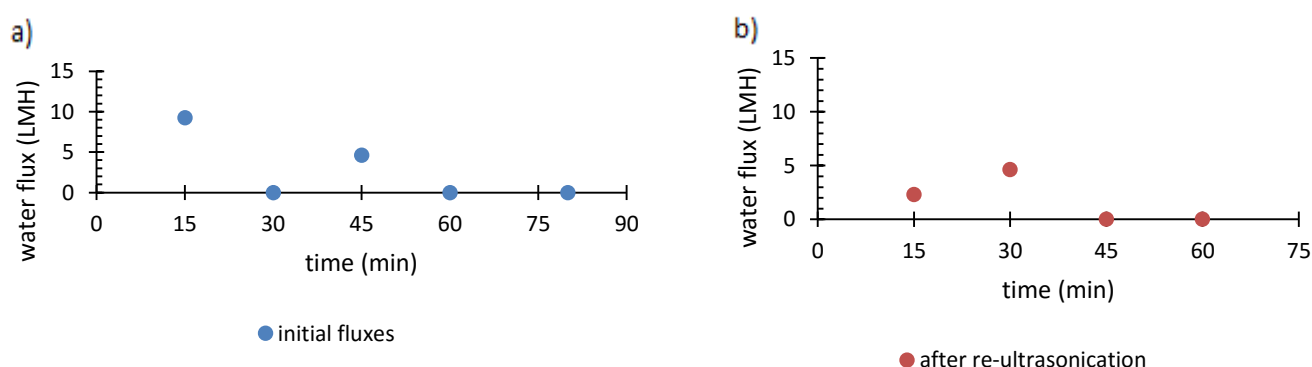 a)
water flux (LMH)
15
10
5
0
0 15 30 45 60 75 90
time (min)
initial fluxes
b)
water flux (LMH)
15
10
5
0
0 15 30 45 60 75
time (min)
after re-ultrasonication